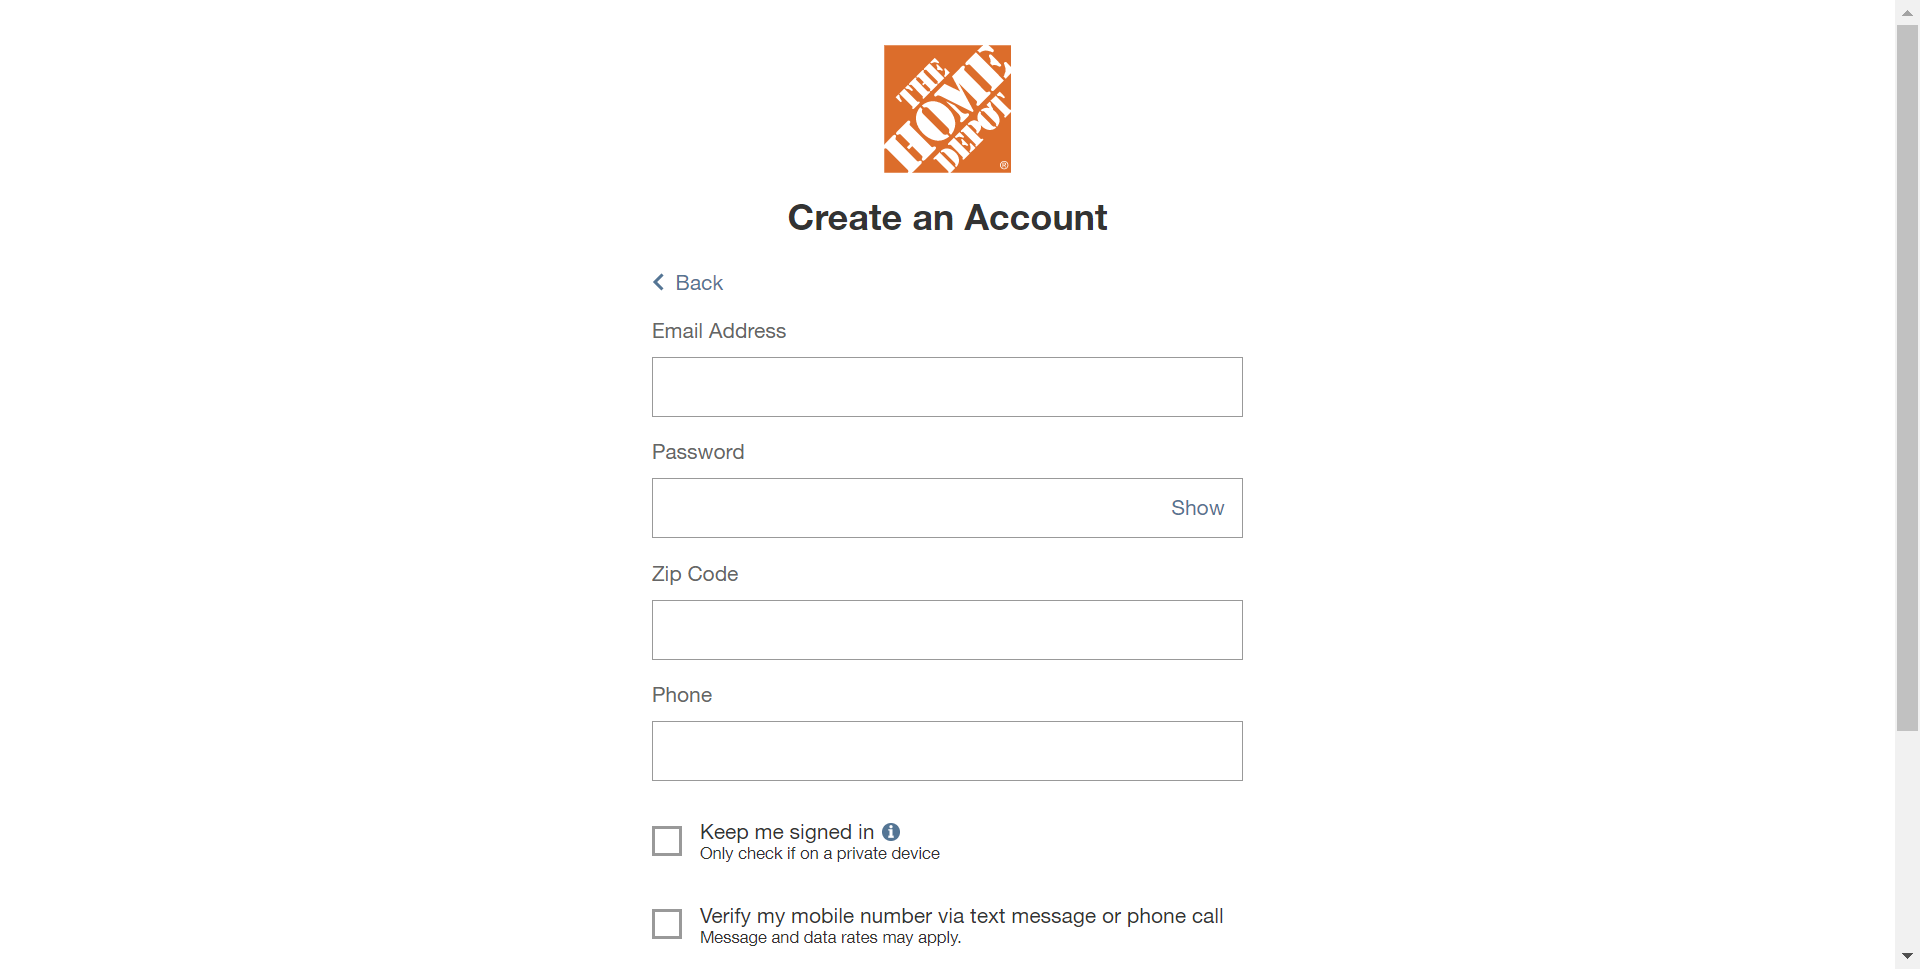 THE
HOME
DEPOT
®
Create an Account
Back
Email Address
Password
Show
Zip Code
Phone
Keep me signed in
Only check if on a private device
Verify my mobile number via text message or phone call
Message and data rates may apply.